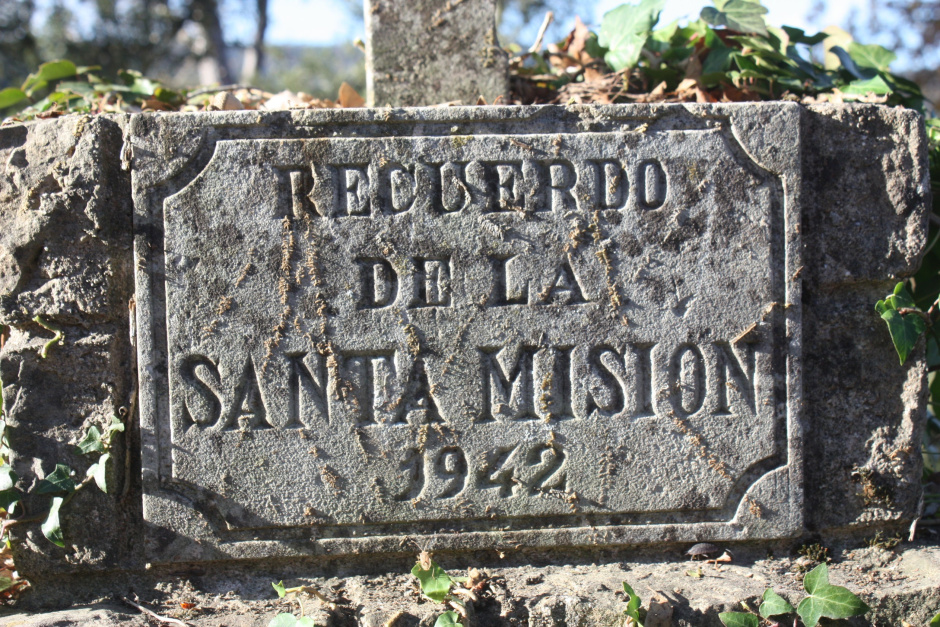 RECUERDO
DE LA
SANTA MISION
1942